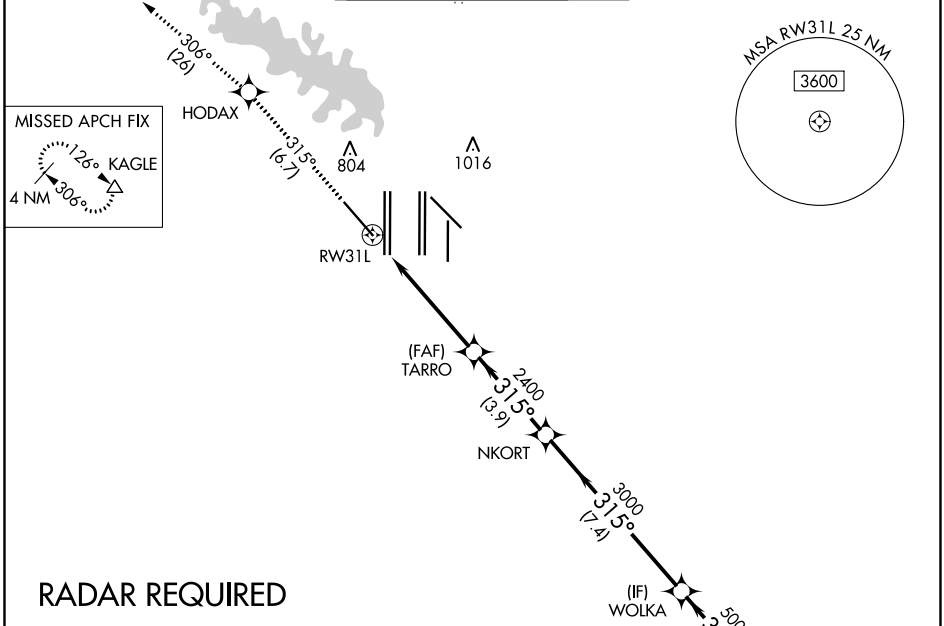 306°
(26)
HODAX
MSA RW31L 25 NM
3600
MISSED APCH FIX
126°
KAGLE
4 NM
306°
315°
(6.7)
804
1016
RW31L
(FAF)
TARRO
2400
315°
(3.9)
NKORT
3000
315°
(7.4)
RADAR REQUIRED
(IF)
WOLKA